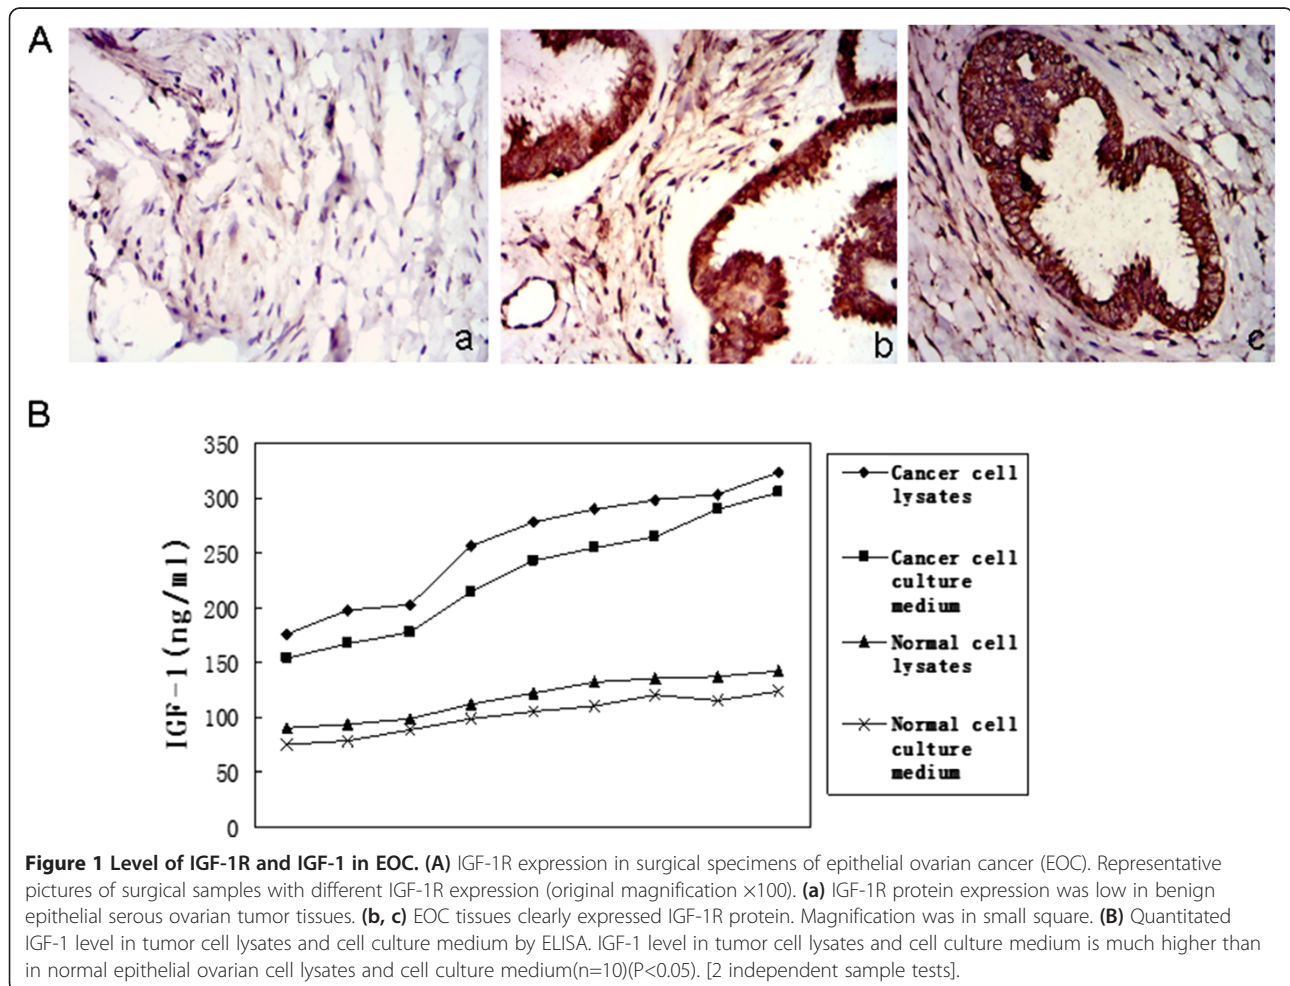 A
a
b
c
B
350
300
250
200
150
100
50
0
IGF-1(ng/ml)
Cancer cell
lysates
Cancer cell
culture
medium
Normal cell
lysates
Normal cell
culture
medium
Figure 1 Level of IGF-1R and IGF-1 in EOC. (A) IGF-1R expression in surgical specimens of epithelial ovarian cancer (EOC). Representative
pictures of surgical samples with different IGF-1R expression (original magnification ×100). (a) IGF-1R protein expression was low in benign
epithelial serous ovarian tumor tissues. (b, c) EOC tissues clearly expressed IGF-1R protein. Magnification was in small square. (B) Quantitated
IGF-1 level in tumor cell lysates and cell culture medium by ELISA. IGF-1 level in tumor cell lysates and cell culture medium is much higher than
in normal epithelial ovarian cell lysates and cell culture medium(n=10)(P<0.05). [2 independent sample tests].